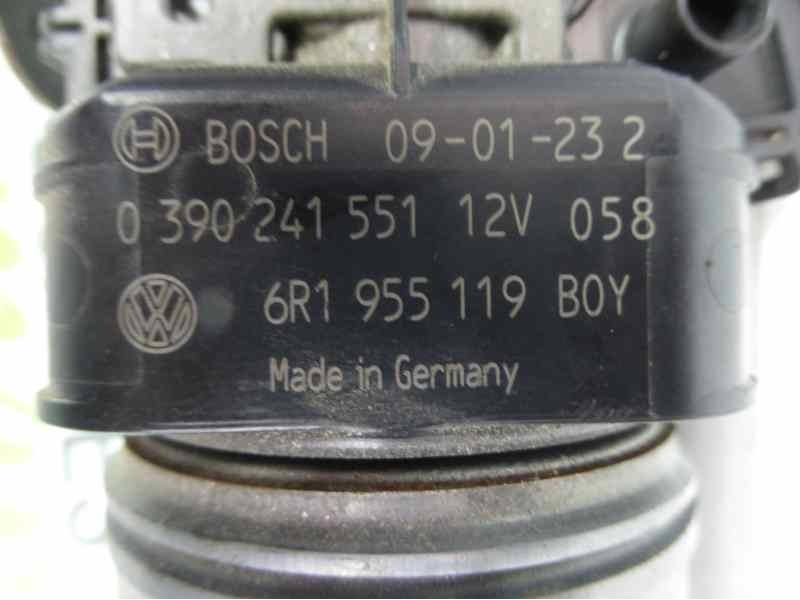 BOSCH 09-01-23 2
0 390 241 551 12V 058
6R1 955 119 BOY
Made in Germany